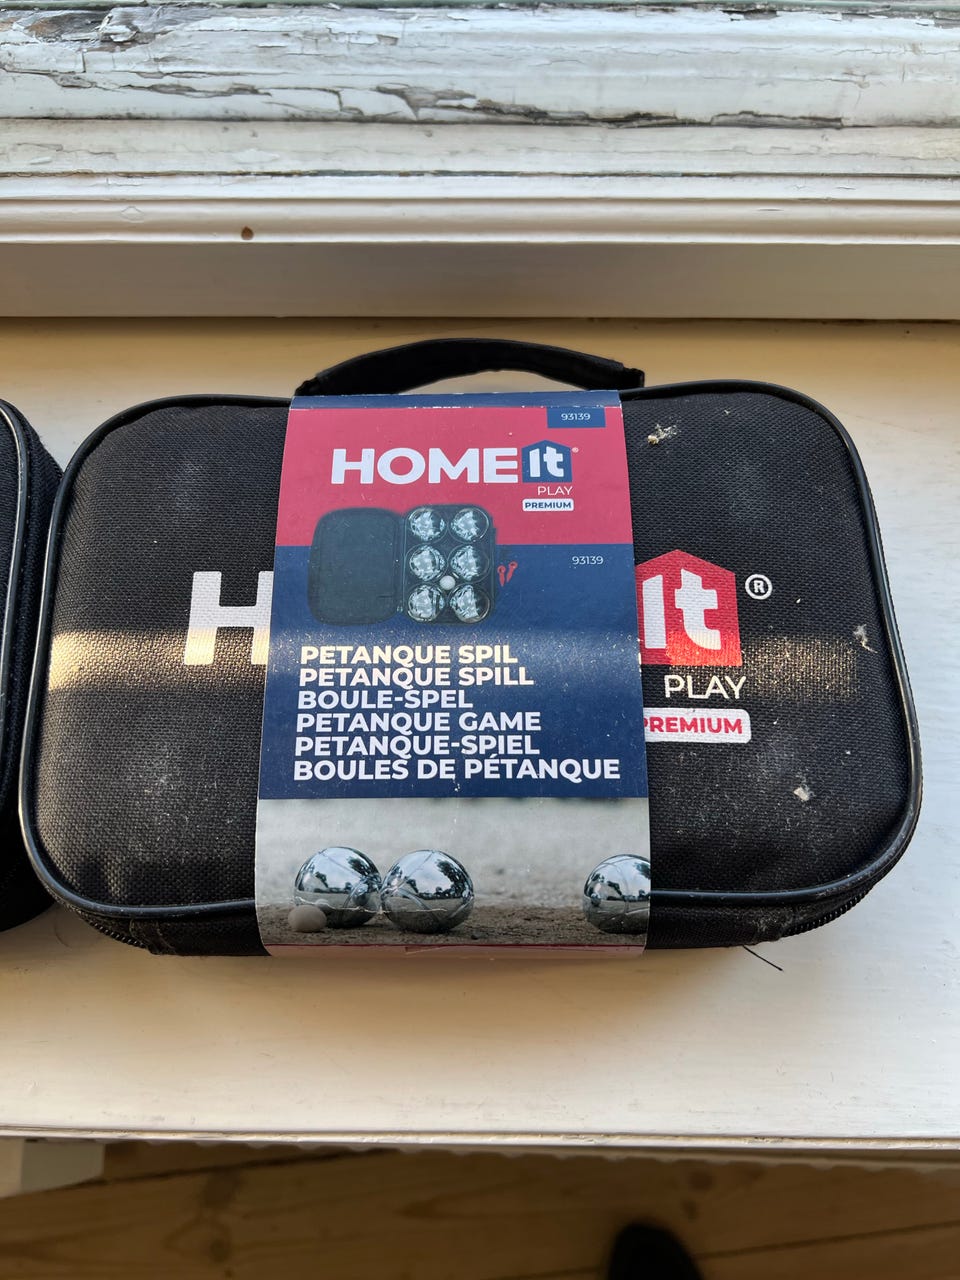 93139
HOME It®
PLAY
PREMIUM
93139
H It ®
PLAY
PREMIUM
PETANQUE SPIL
PETANQUE SPILL
BOULE-SPEL
PETANQUE GAME
PETANQUE-SPIEL
BOULES DE PÉTANQUE